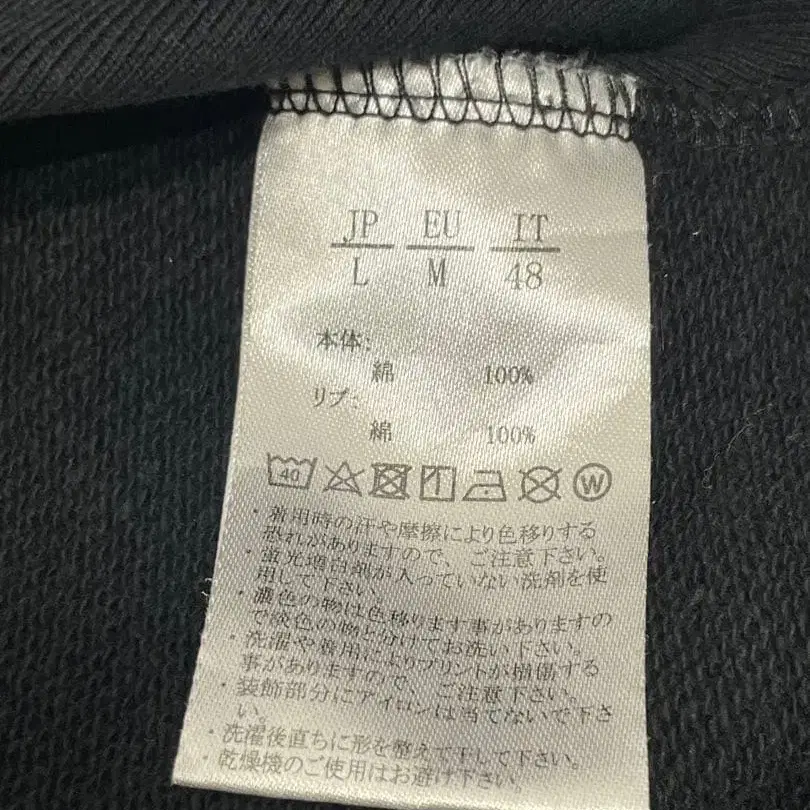 JP EU IT
L M 48
本体:
綿 100%
リブ:
綿 100%
40 W
・着用時の汗や摩擦により色移りする
恐れがありますので、ご注意下さい。
・蛍光増白剤が入っていない洗剤を使
用して下さい。
・濃色の物は色移りします事がありますの
で淡色の物と分けてお洗い下さい。
・洗濯や着用によりプリントが損傷する
事がありますので、ご注意下さい。
・装飾部分にアイロンは当てないで下さ
い。
・洗濯後直ちに形を整えて干して下さい。
・乾燥機のご使用はお避け下さい。